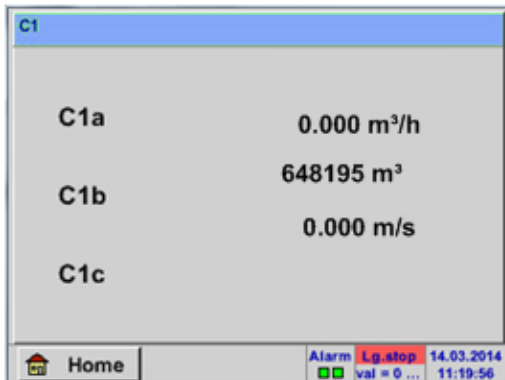 C1
C1a
0.000 m³/h
648195 m³
C1b
0.000 m/s
C1c
Home
Alarm
Lg.stop
14.03.2014
val = 0 ...
11:19:56